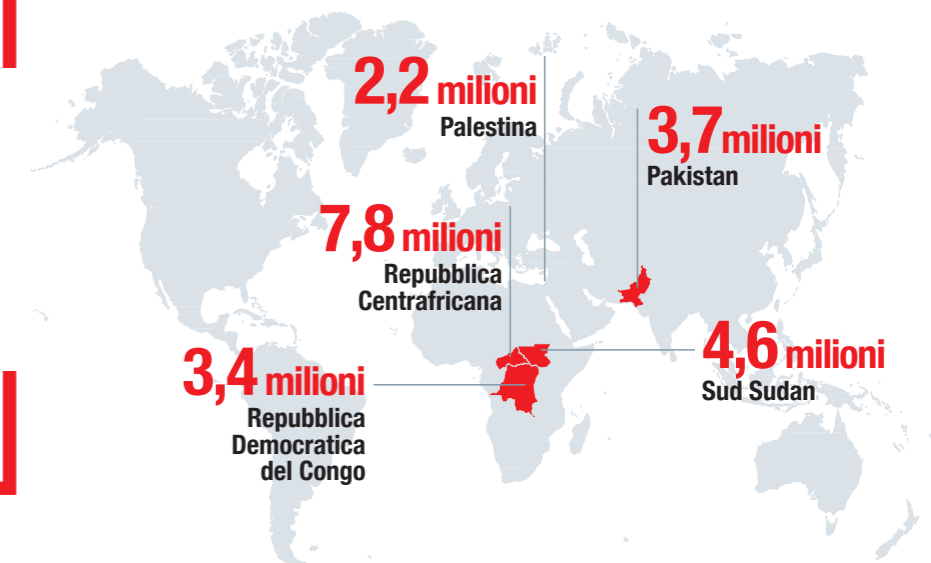 2,2 milioni
Palestina
3,7 milioni
Pakistan
7,8 milioni
Repubblica
Centrafricana
4,6 milioni
Sud Sudan
3,4 milioni
Repubblica
Democratica
del Congo